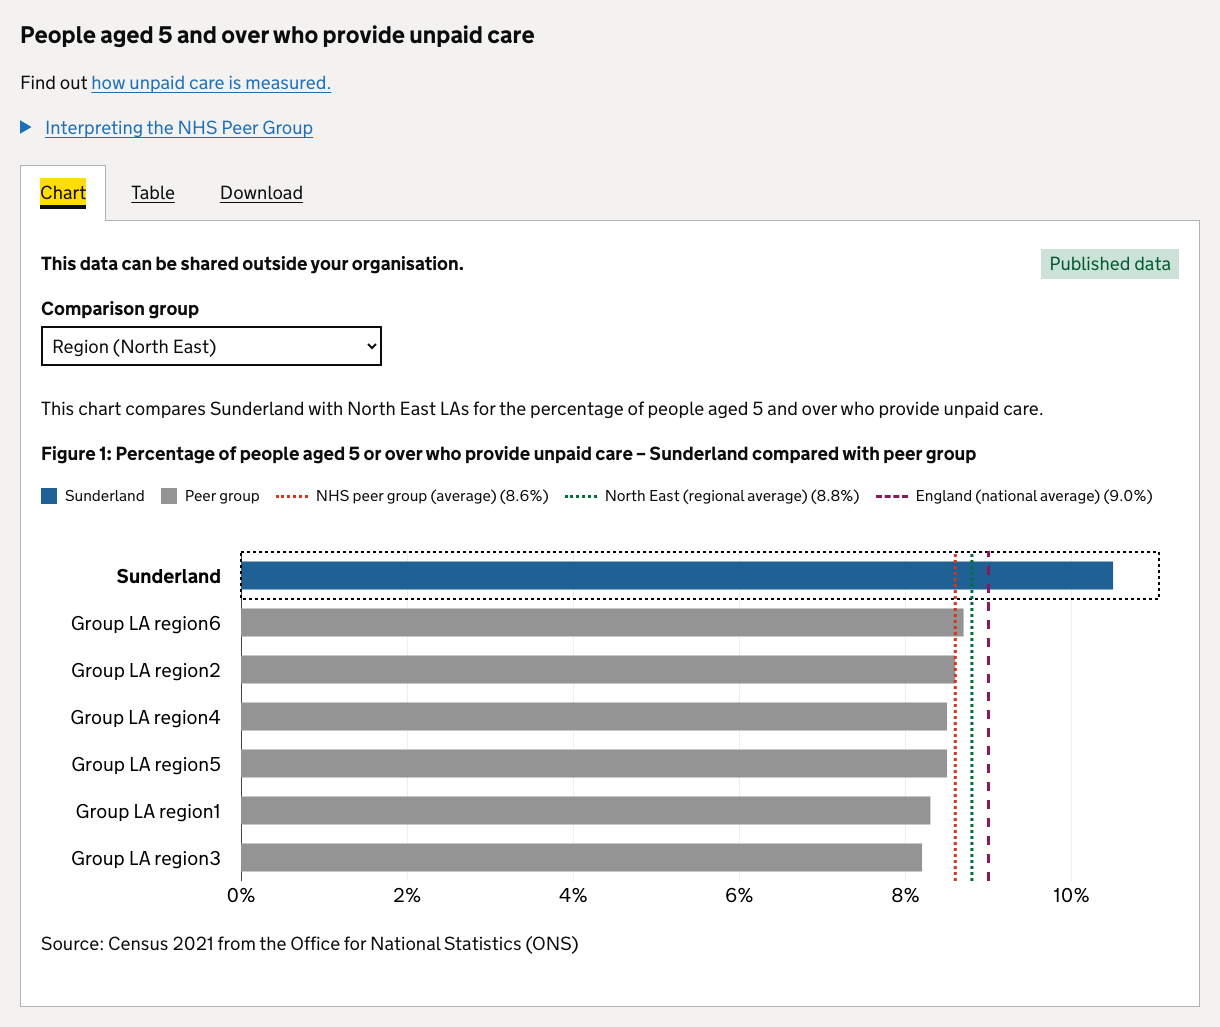 People aged 5 and over who provide unpaid care
Find out how unpaid care is measured.
Interpreting the NHS Peer Group
Chart Table Download
This data can be shared outside your organisation.
Published data
Comparison group
Region (North East)
This chart compares Sunderland with North East LAs for the percentage of people aged 5 and over who provide unpaid care.
Figure 1: Percentage of people aged 5 or over who provide unpaid care – Sunderland compared with peer group
Sunderland Peer group NHS peer group (average) (8.6%) North East (regional average) (8.8%) England (national average) (9.0%)
Sunderland
Group LA region6
Group LA region2
Group LA region4
Group LA region5
Group LA region1
Group LA region3
0% 2% 4% 6% 8% 10%
Source: Census 2021 from the Office for National Statistics (ONS)